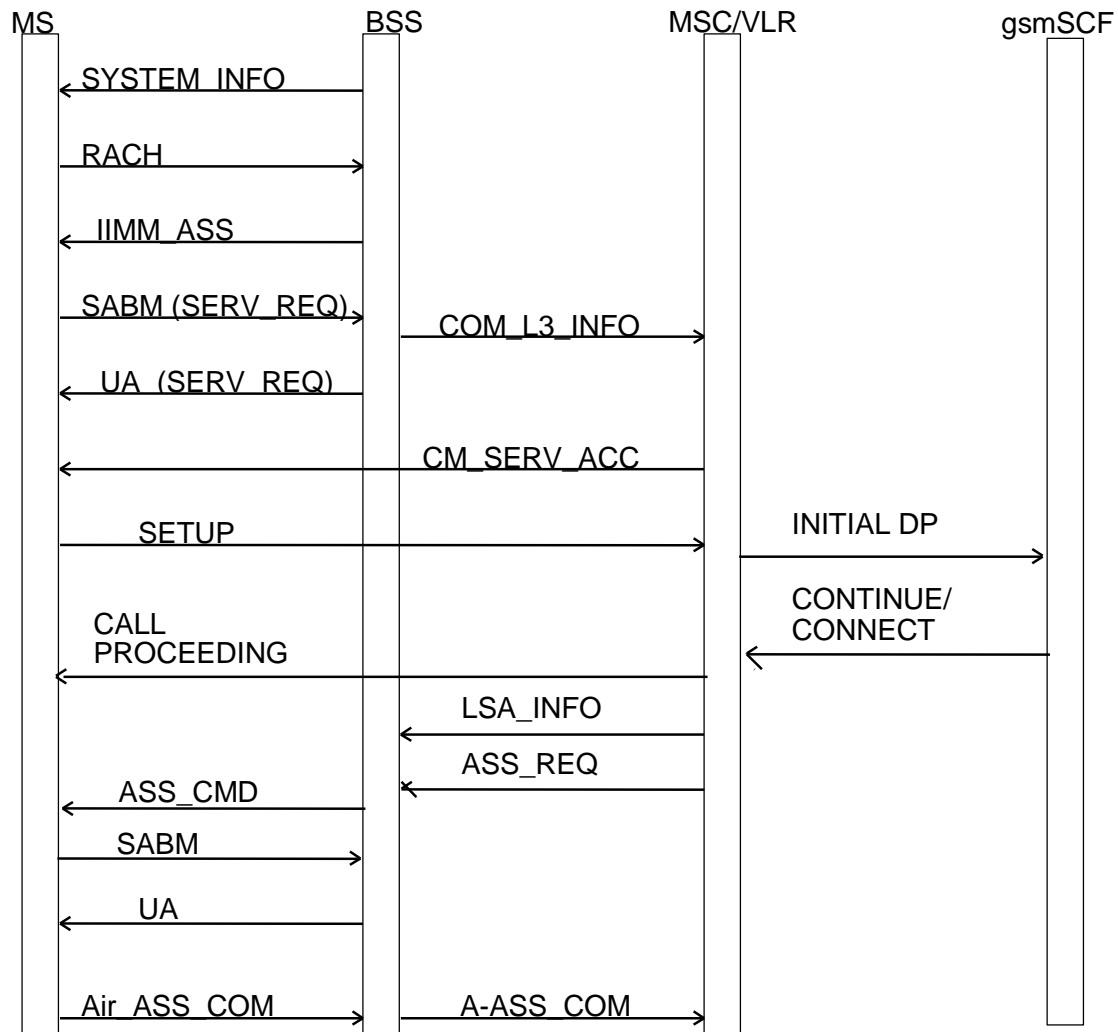 MS
BSS
MSC/VLR
gsmSCF
SYSTEM_INFO
RACH
IIMM_ASS
SABM (SERV_REQ)
COM_L3_INFO
UA (SERV_REQ)
CM_SERV_ACC
SETUP
INITIAL DP
CONTINUE/
CONNECT
CALL
PROCEEDING
LSA_INFO
ASS_REQ
ASS_CMD
SABM
UA
Air_ASS_COM
A-ASS_COM